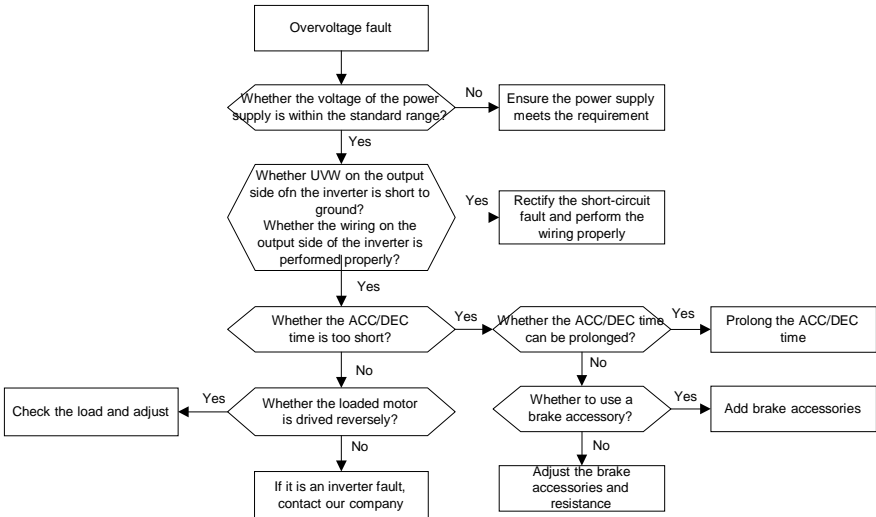 Overvoltage fault
Whether the voltage of the power
supply is within the standard range?
No
Ensure the power supply
meets the requirement
Yes
Whether UVW on the output
side ofn the inverter is short to
ground?
Whether the wiring on the
output side of the inverter is
performed properly?
Yes
Rectify the short-circuit
fault and perform the
wiring properly
Yes
Whether the ACC/DEC
time is too short?
Yes
Whether the ACC/DEC time
can be prolonged?
Yes
Prolong the ACC/DEC
time
No
No
Check the load and adjust
Yes
Whether the loaded motor
is drived reversely?
Whether to use a
brake accessory?
Yes
Add brake accessories
No
No
If it is an inverter fault,
contact our company
Adjust the brake
accessories and
resistance